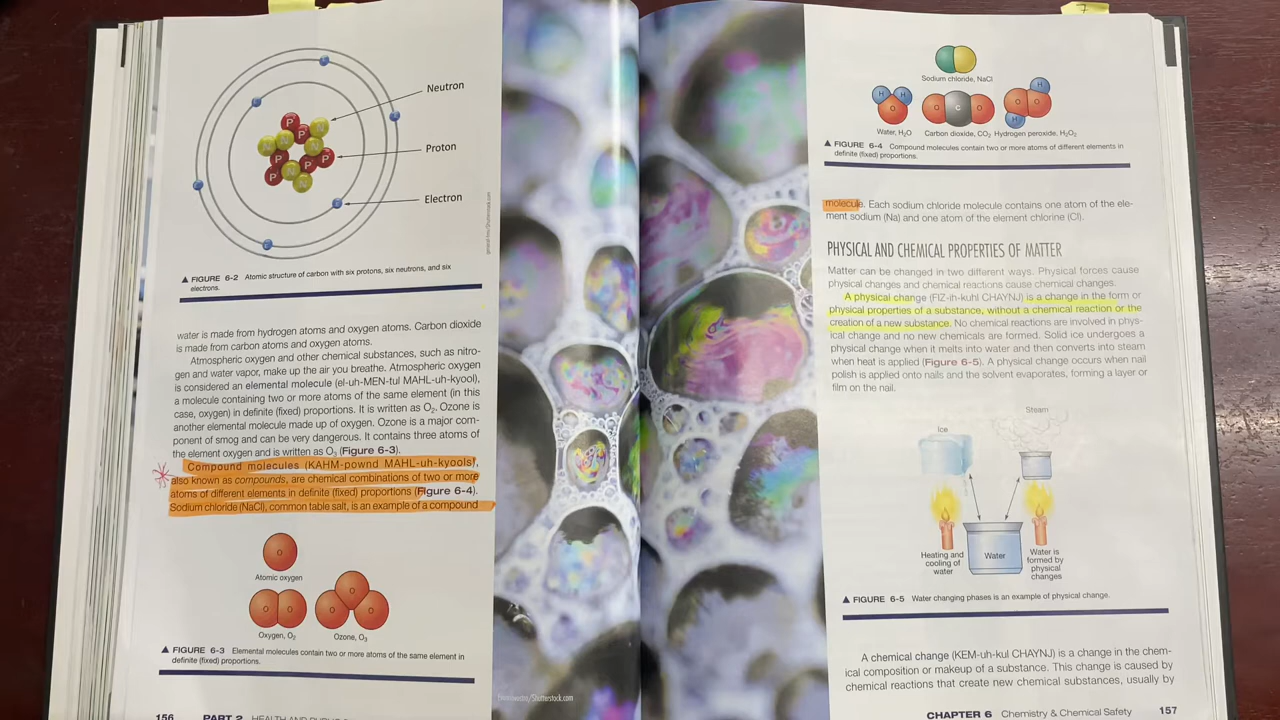 Neutron
Proton
Electron
P
N
P
N
N
N
N
P
P
P
N
P
N
▲ FIGURE 6-2 Atomic structure of carbon with six protons, six neutrons, and six
electrons.
water is made from hydrogen atoms and oxygen atoms. Carbon dioxide
is made from carbon atoms and oxygen atoms.
Atmospheric oxygen and other chemical substances, such as nitro-
gen and water vapor, make up the air you breathe. Atmospheric oxygen
is considered an elemental molecule (el-uh-MEN-tul MAHL-uh-kyool),
a molecule containing two or more atoms of the same element (in this
case, oxygen) in definite (fixed) proportions. It is written as O₂. Ozone is
another elemental molecule made up of oxygen. Ozone is a major com-
ponent of smog and can be very dangerous. It contains three atoms of
the element oxygen and is written as O₃ (Figure 6-3).
Compound molecules (KAHM-pownd MAHL-uh-kyools),
also known as compounds, are chemical combinations of two or more
atoms of different elements in definite (fixed) proportions (Figure 6-4).
Sodium chloride (NaCl), common table salt, is an example of a compound
O
Atomic oxygen
O O
Oxygen, O₂
O
O O
Ozone, O₃
▲ FIGURE 6-3 Elemental molecules contain two or more atoms of the same element in
definite (fixed) proportions.
156 PART 2
/Shutterstock.com
7
Sodium chloride, NaCl
H H
O
Water, H₂O
O C O
Carbon dioxide, CO₂
H
O O
H
Hydrogen peroxide, H₂O₂
▲ FIGURE 6-4 Compound molecules contain two or more atoms of different elements in
definite (fixed) proportions.
molecule. Each sodium chloride molecule contains one atom of the ele-
ment sodium (Na) and one atom of the element chlorine (Cl).
PHYSICAL AND CHEMICAL PROPERTIES OF MATTER
Matter can be changed in two different ways. Physical forces cause
physical changes and chemical reactions cause chemical changes.
A physical change (FIZ-ih-kuhl CHAYNJ) is a change in the form or
physical properties of a substance, without a chemical reaction or the
creation of a new substance. No chemical reactions are involved in phys-
ical change and no new chemicals are formed. Solid ice undergoes a
physical change when it melts into water and then converts into steam
when heat is applied (Figure 6-5). A physical change occurs when nail
polish is applied onto nails and the solvent evaporates, forming a layer or
film on the nail.
Steam
Ice
Heating and
cooling of
water
Water
Water is
formed by
physical
changes
▲ FIGURE 6-5 Water changing phases is an example of physical change.
A chemical change (KEM-uh-kul CHAYNJ) is a change in the chem-
ical composition or makeup of a substance. This change is caused by
chemical reactions that create new chemical substances, usually by
CHAPTER 6 Chemistry & Chemical Safety 157